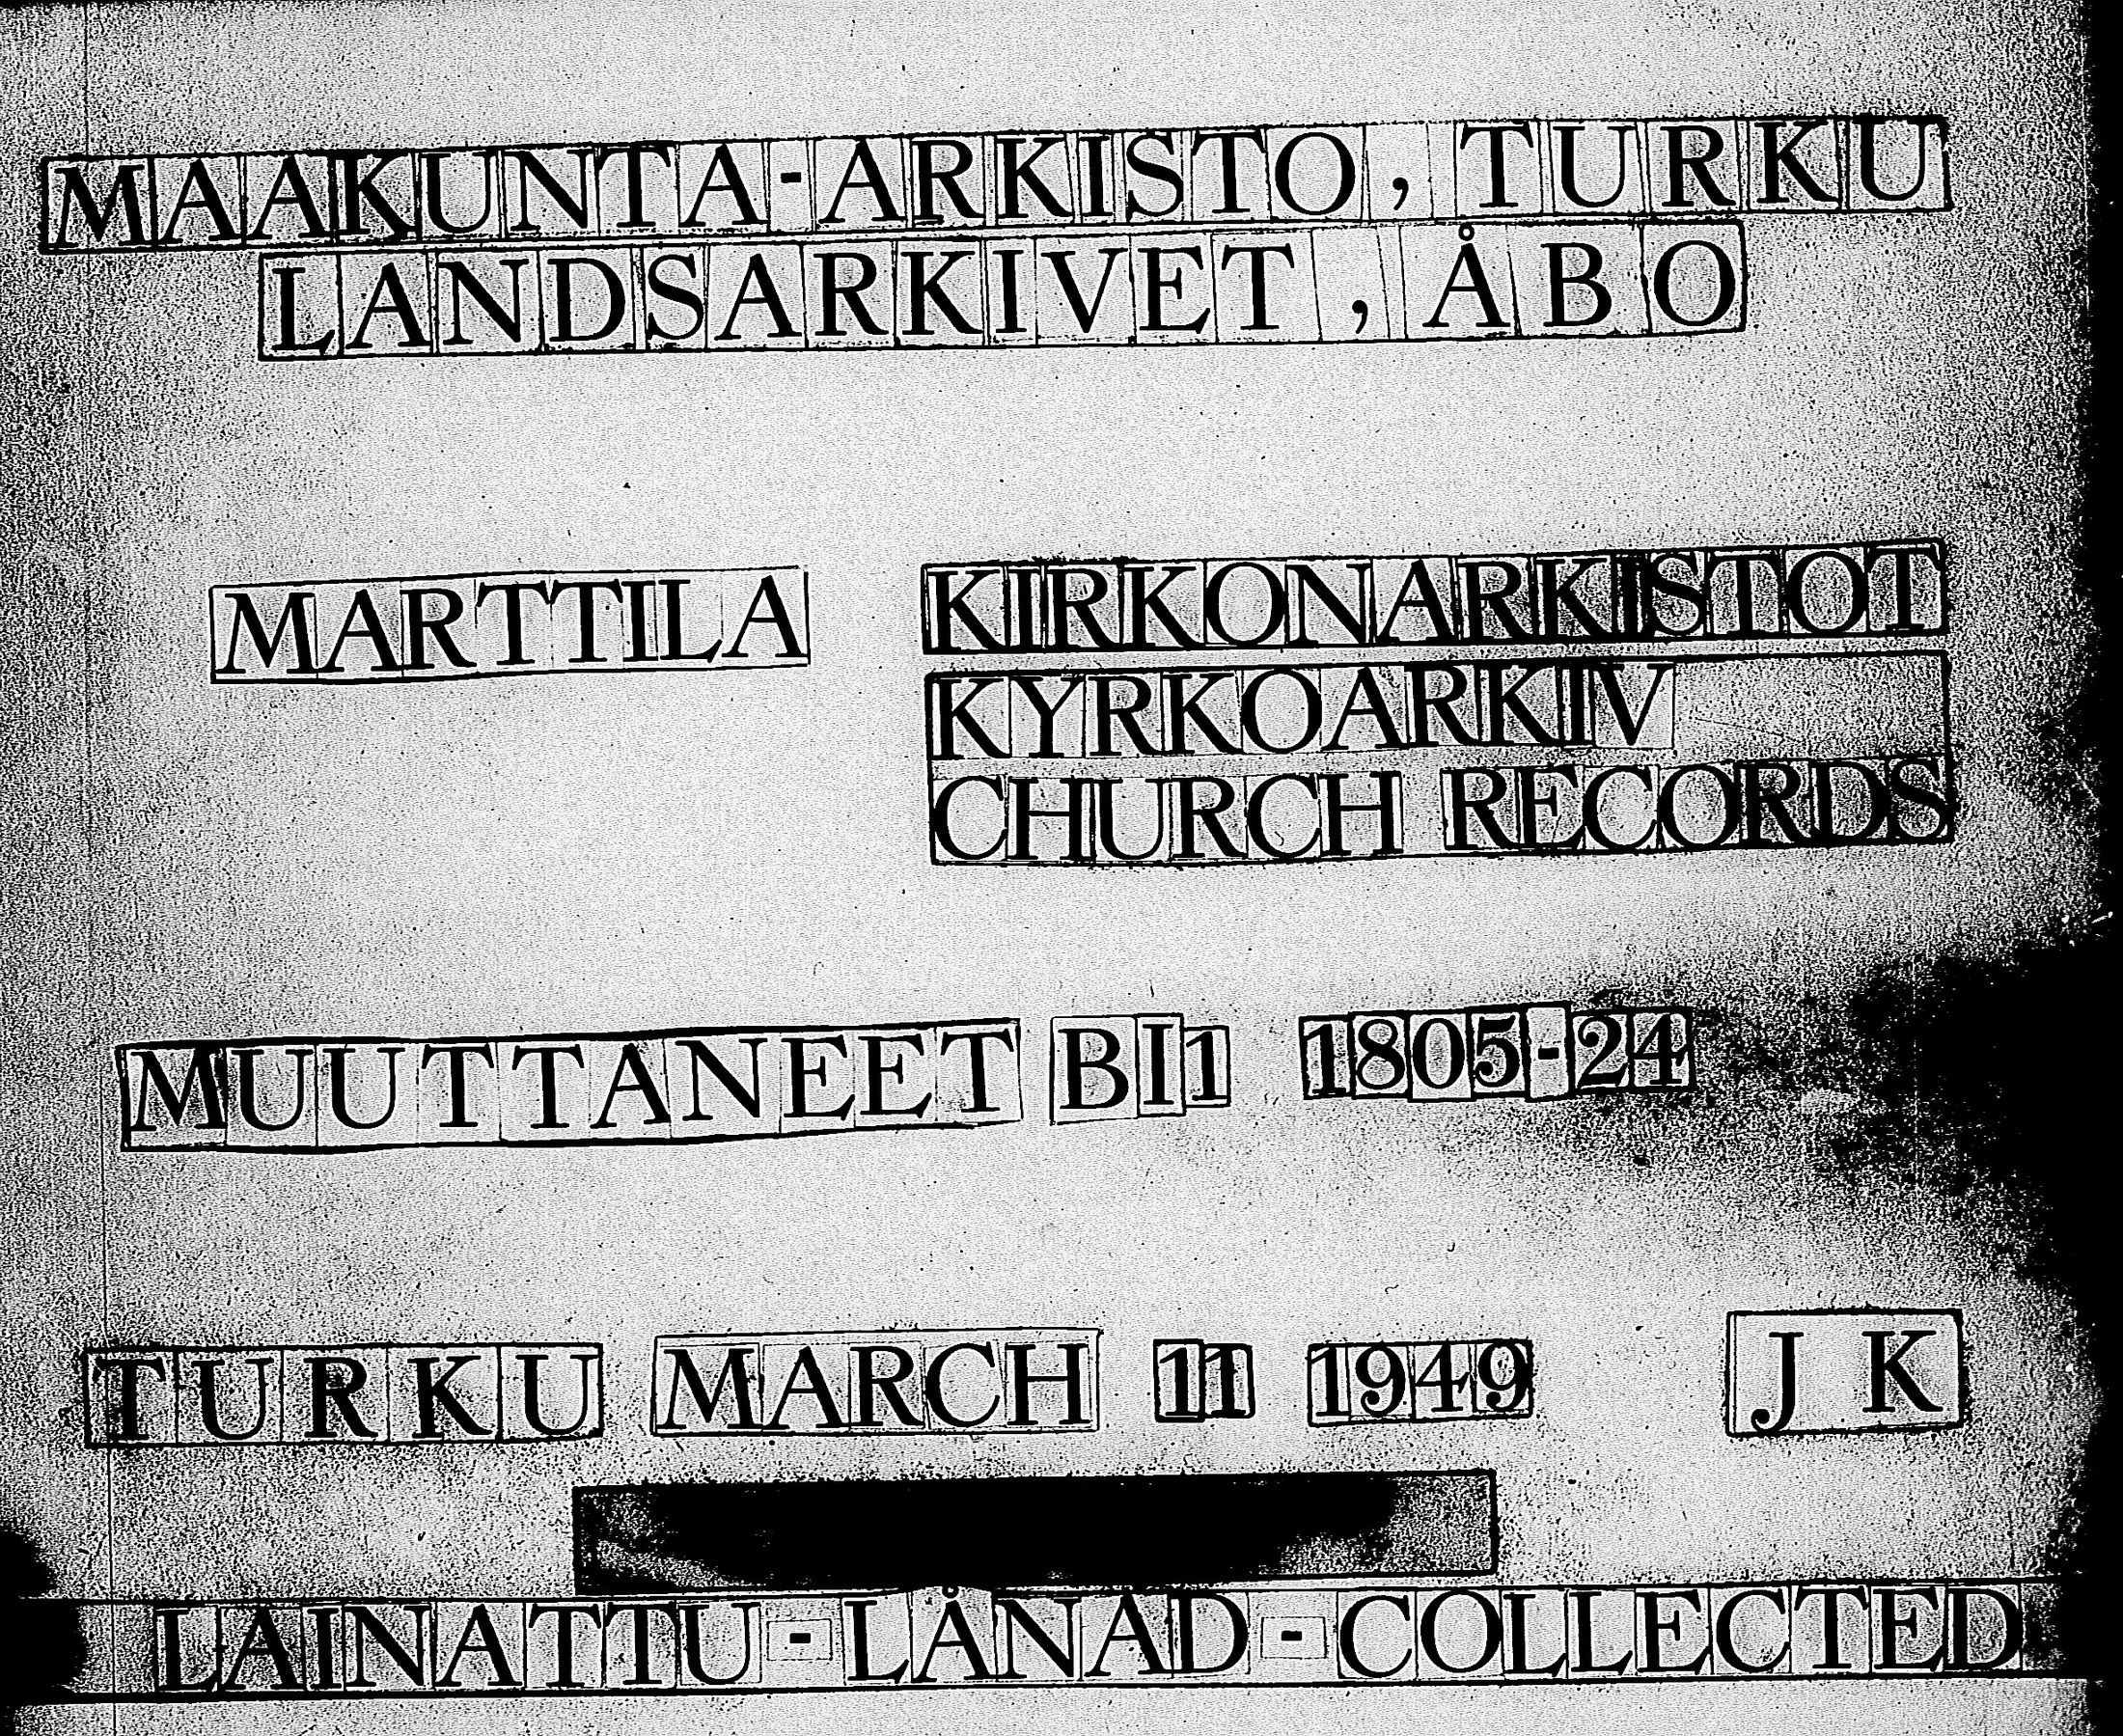 MAAKUNTA-ARKISTO, TURKU
LANDSARKIVET, ÅBO
MARTTILA KIRKONARKISTOT
KYRKOARKIV
CHURCH RECORDS
MUUTTANEET BI1 1805-24
TURKU MARCH 11 1949 J K
LAINATTU-LÅNAD-COLLECTED